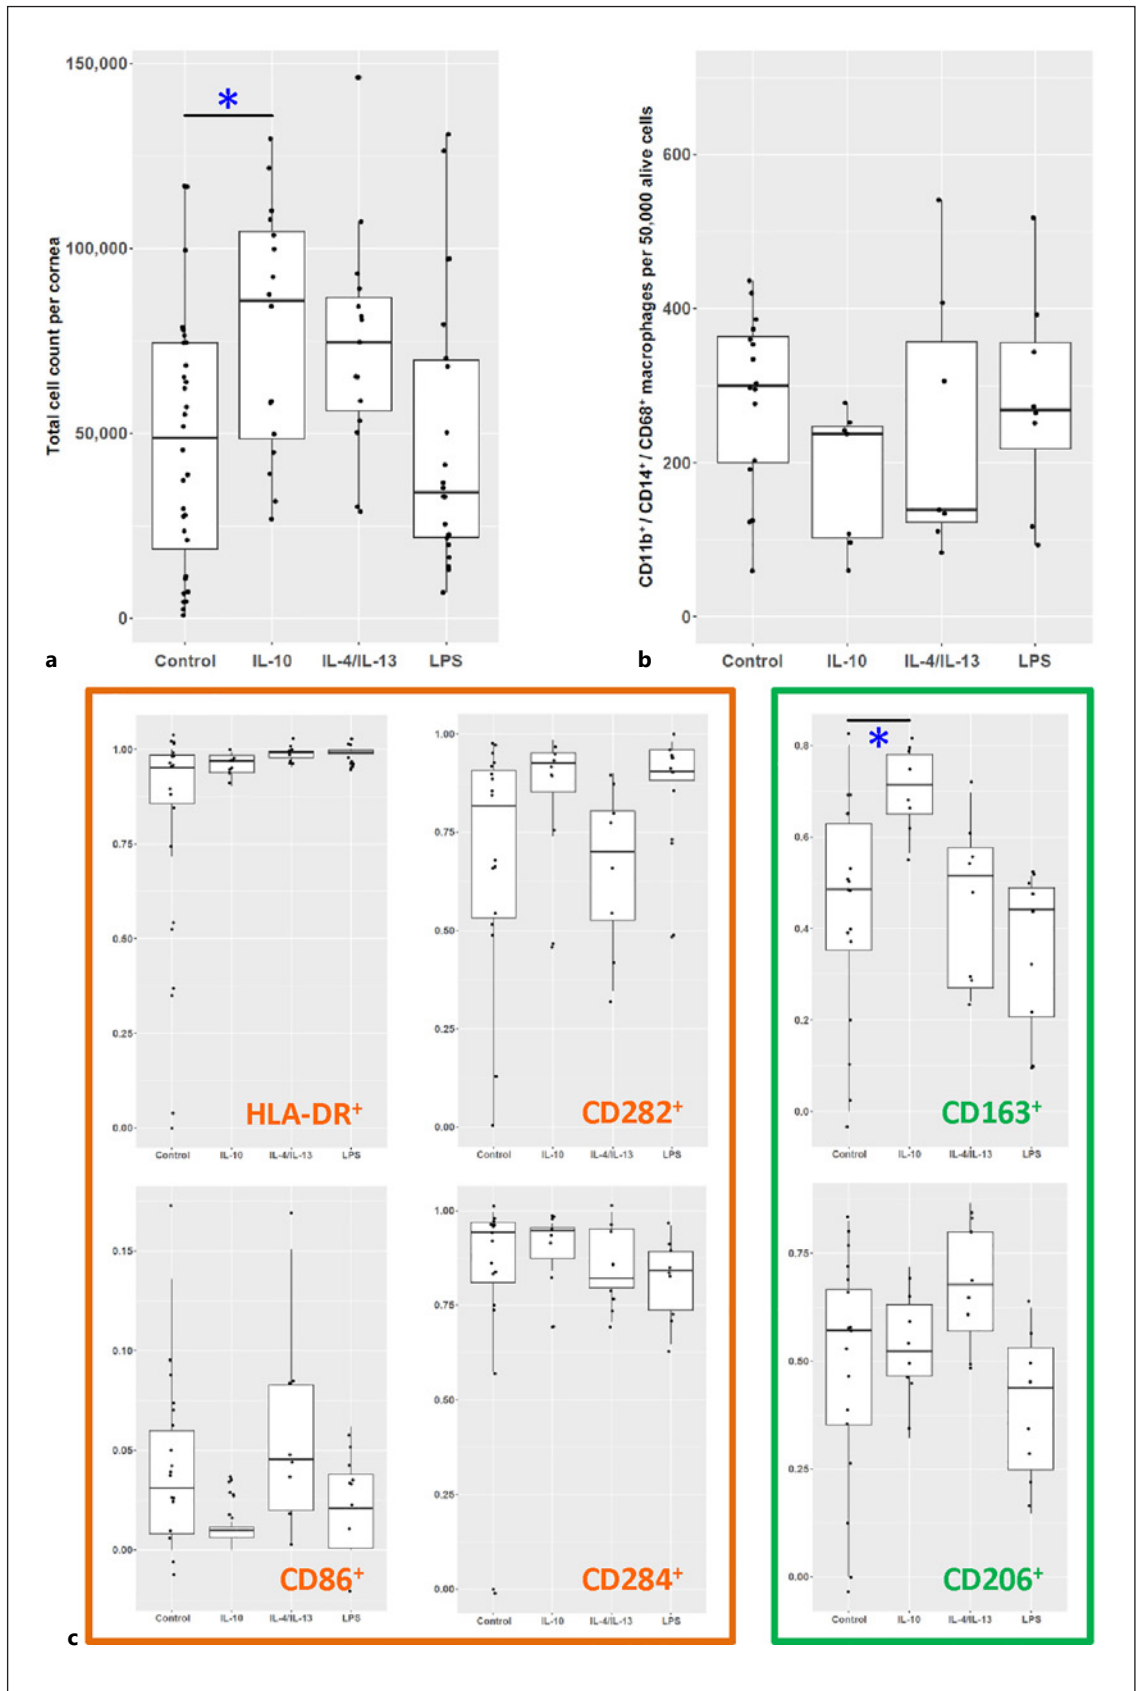 150,000
100,000
50,000
0
Total cell count per cornea
*
Control IL-10 IL-4/IL-13 LPS
a
600
400
200
0
CD11b⁺ / CD14⁺ / CD68⁺ macrophages per 50,000 alive cells
Control IL-10 IL-4/IL-13 LPS
b
1.00
0.75
0.50
0.25
0.00
HLA-DR⁺
Control IL-10 IL-4/IL-13 LPS
1.00
0.75
0.50
0.25
0.00
CD282⁺
Control IL-10 IL-4/IL-13 LPS
0.8
0.6
0.4
0.2
0.0
*
CD163⁺
Control IL-10 IL-4/IL-13 LPS
0.15
0.10
0.05
0.00
CD86⁺
Control IL-10 IL-4/IL-13 LPS
1.00
0.75
0.50
0.25
0.00
CD284⁺
Control IL-10 IL-4/IL-13 LPS
0.75
0.50
0.25
0.00
CD206⁺
Control IL-10 IL-4/IL-13 LPS
c